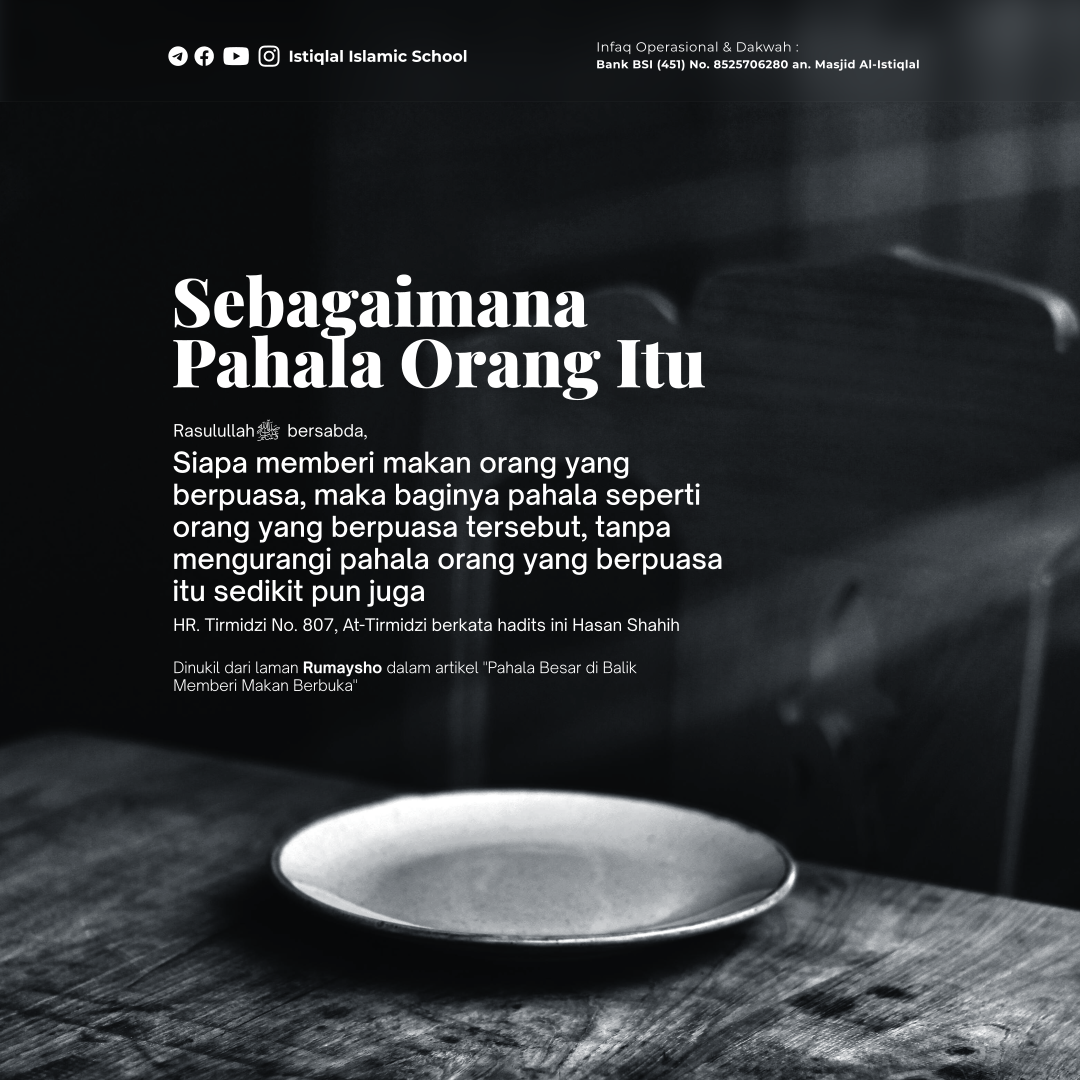 Istiqlal Islamic School
Infaq Operasional & Dakwah :
Bank BSI (451) No. 8525706280 an. Masjid Al-Istiqlal
Sebagaimana
Pahala Orang Itu
Rasulullahﷺ bersabda,
Siapa memberi makan orang yang
berpuasa, maka baginya pahala seperti
orang yang berpuasa tersebut, tanpa
mengurangi pahala orang yang berpuasa
itu sedikit pun juga
HR. Tirmidzi No. 807, At-Tirmidzi berkata hadits ini Hasan Shahih
Dinukil dari laman Rumaysho dalam artikel "Pahala Besar di Balik
Memberi Makan Berbuka"